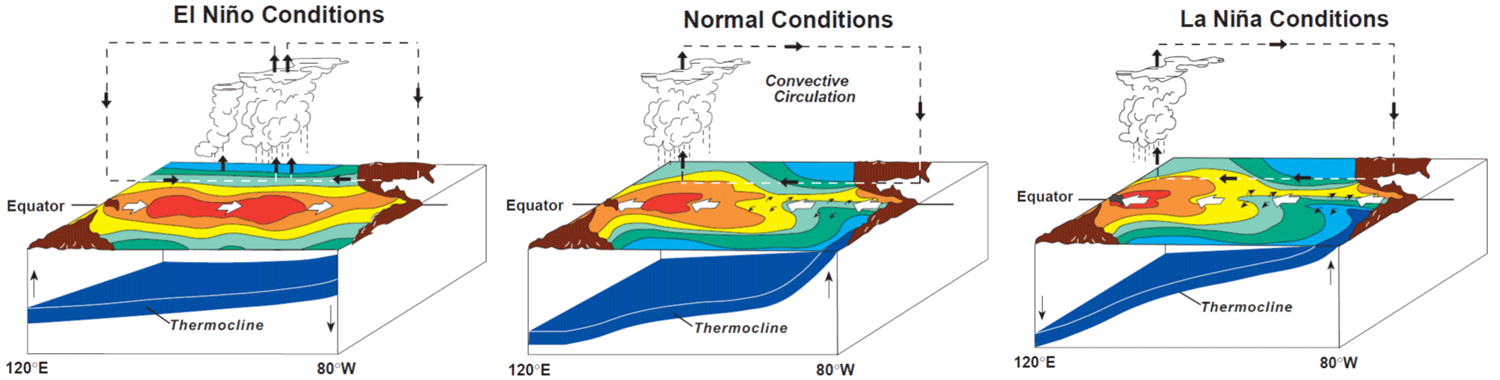 El Niño Conditions
Equator
Thermocline
120°E
80°W
Normal Conditions
Convective
Circulation
Equator
Thermocline
120°E
80°W
La Niña Conditions
Equator
Thermocline
120°E
80°W